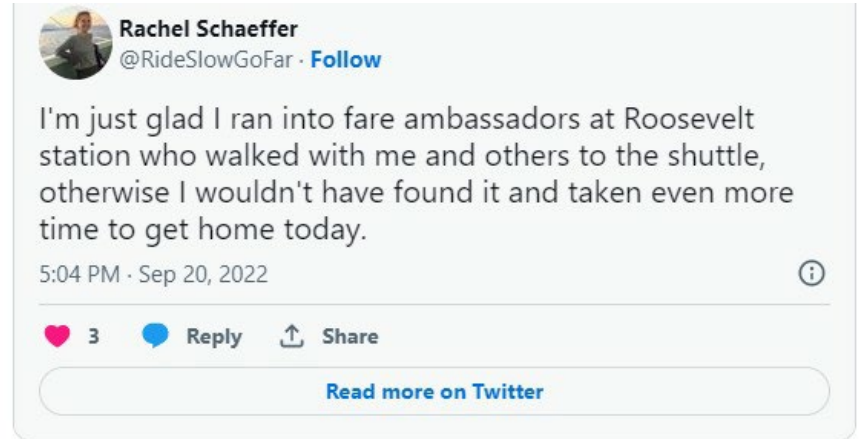 Rachel Schaeffer
@RideSlowGoFar · Follow
I'm just glad I ran into fare ambassadors at Roosevelt
station who walked with me and others to the shuttle,
otherwise I wouldn't have found it and taken even more
time to get home today.
5:04 PM · Sep 20, 2022
3 Reply Share
Read more on Twitter